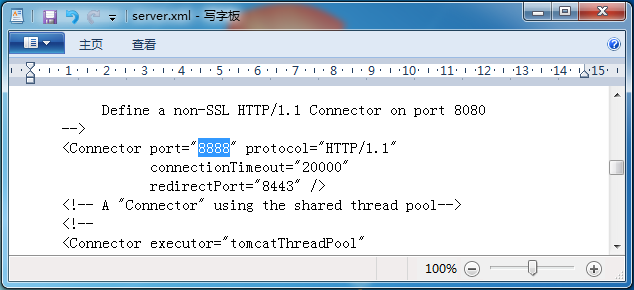 server.xml - 写字板
主页 查看
1 2 3 4 5 6 7 8 9 10 11 12 13 14 15
Define a non-SSL HTTP/1.1 Connector on port 8080
-->
<Connector port="8888" protocol="HTTP/1.1"
connectionTimeout="20000"
redirectPort="8443" />
<!-- A "Connector" using the shared thread pool-->
<!--
<Connector executor="tomcatThreadPool"
100%